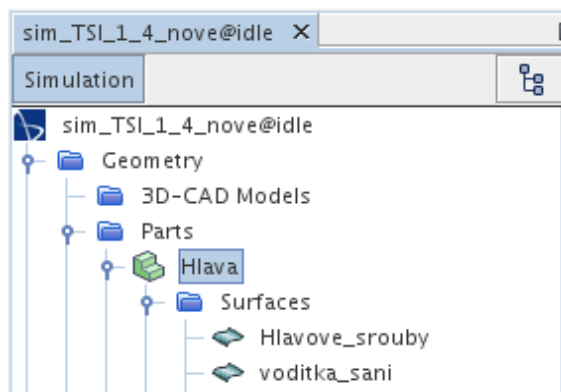 sim_TSI_1_4_nove@idle
Simulation
sim_TSI_1_4_nove@idle
Geometry
3D-CAD Models
Parts
Hlava
Surfaces
Hlavove_srouby
voditka_sani